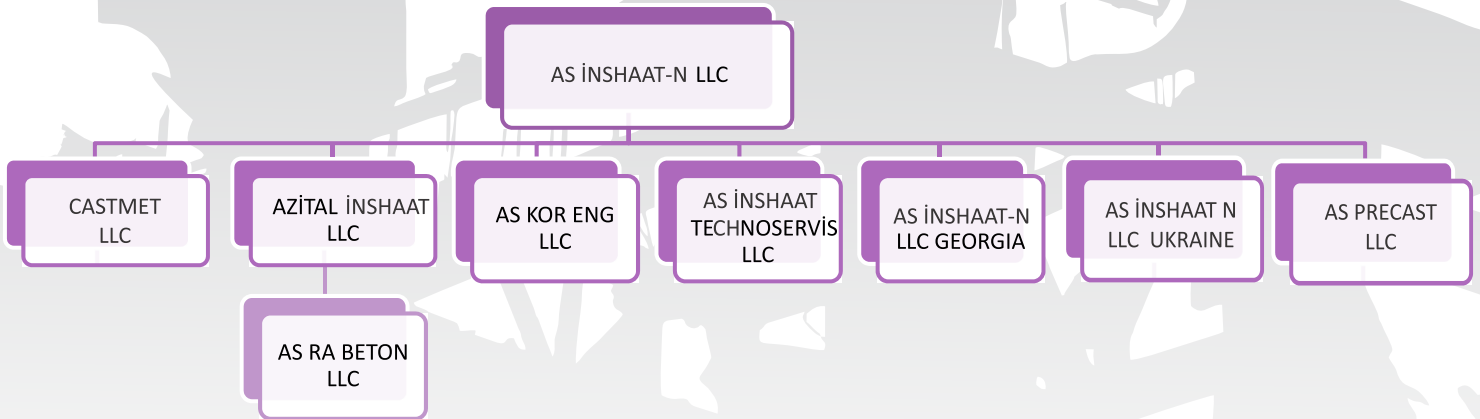 AS İNSHAAT-N LLC
CASTMET
LLC
AZİTAL İNSHAAT
LLC
AS KOR ENG
LLC
AS İNSHAAT
TECHNOSERVİS
LLC
AS İNSHAAT-N
LLC GEORGIA
AS İNSHAAT N
LLC UKRAINE
AS PRECAST
LLC
AS RA BETON
LLC